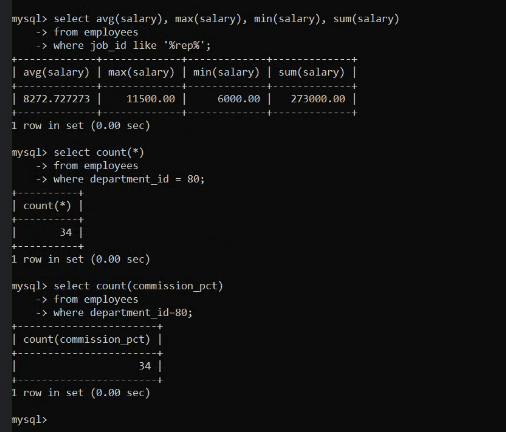 mysql> select avg(salary), max(salary), min(salary), sum(salary)
    -> from employees
    -> where job_id like '%rep%';
+-------------+-------------+-------------+-------------+
| avg(salary) | max(salary) | min(salary) | sum(salary) |
+-------------+-------------+-------------+-------------+
| 8272.727273 |    11500.00 |     6000.00 |   273000.00 |
+-------------+-------------+-------------+-------------+
1 row in set (0.00 sec)

mysql> select count(*)
    -> from employees
    -> where department_id = 80;
+----------+
| count(*) |
+----------+
|       34 |
+----------+
1 row in set (0.00 sec)

mysql> select count(commission_pct)
    -> from employees
    -> where department_id=80;
+-----------------------+
| count(commission_pct) |
+-----------------------+
|                    34 |
+-----------------------+
1 row in set (0.00 sec)

mysql>